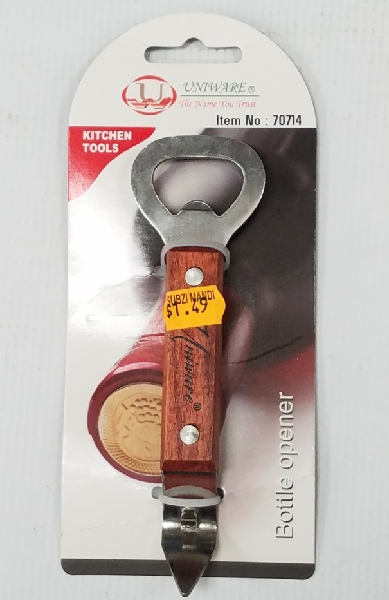 UNIWARE®
The Name You Trust
Item No : 70714
KITCHEN
TOOLS
SUBZI MANDI
$1.49
Uniware®
Bottle opener